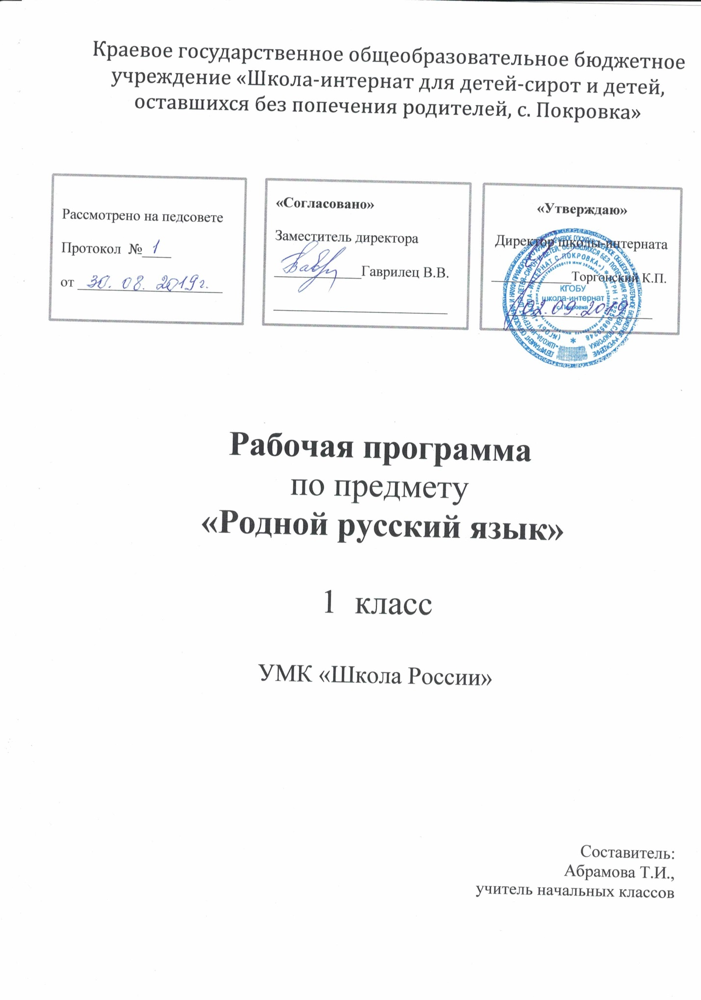 Краевое государственное общеобразовательное бюджетное
учреждение «Школа-интернат для детей-сирот и детей,
оставшихся без попечения родителей, с. Покровка»
Рассмотрено на педсовете
Протокол №1
от 30. 08. 2019г.
«Согласовано»
Заместитель директора
Гаврилец В.В.
«Утверждаю»
Директор школы-интерната
Торгонский К.П.
02.09.2019
КГОБУ
школа-интернат
с.Покровка
Рабочая программа
по предмету
«Родной русский язык»
1 класс
УМК «Школа России»
Составитель:
Абрамова Т.И.,
учитель начальных классов